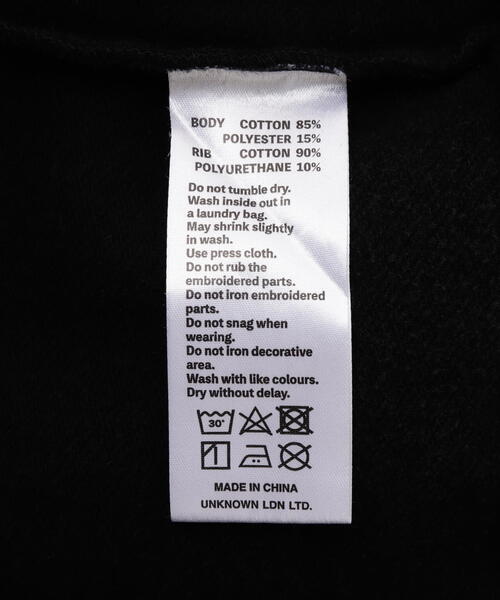 BODY COTTON 85%
POLYESTER 15%
RIB COTTON 90%
POLYURETHANE 10%
Do not tumble dry.
Wash inside out in
a laundry bag.
May shrink slightly
in wash.
Use press cloth.
Do not rub the
embroidered parts.
Do not iron embroidered
parts.
Do not snag when
wearing.
Do not iron decorative
area.
Wash with like colours.
Dry without delay.
30°
MADE IN CHINA
UNKNOWN LDN LTD.